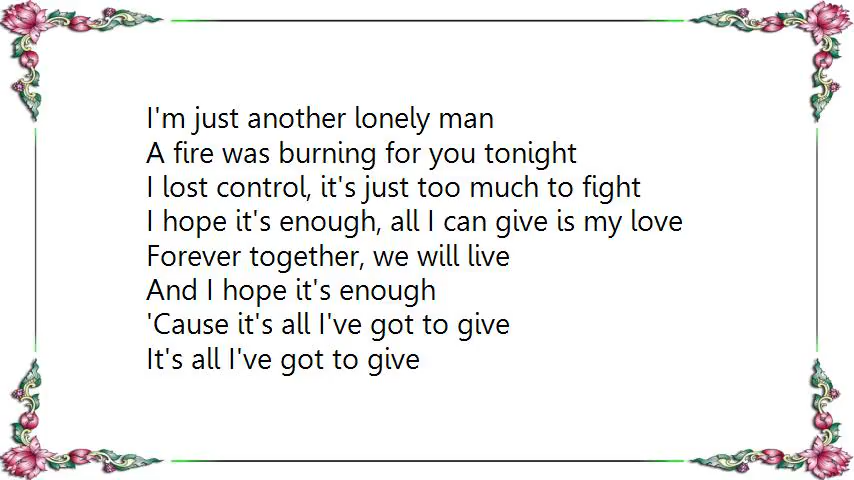 I'm just another lonely man
A fire was burning for you tonight
I lost control, it's just too much to fight
I hope it's enough, all I can give is my love
Forever together, we will live
And I hope it's enough
'Cause it's all I've got to give
It's all I've got to give